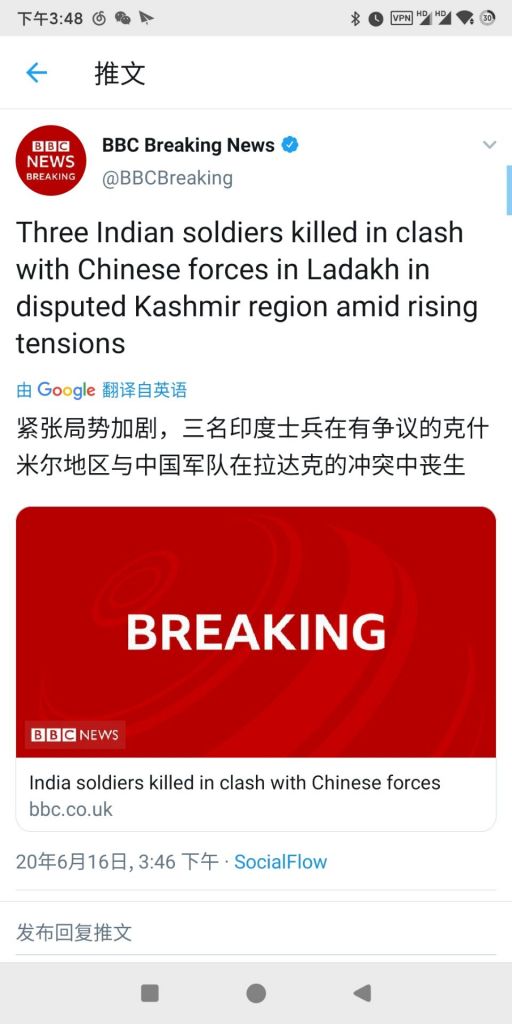 下午3:48
VPN HD HD 30
推文
BBC
NEWS
BREAKING
BBC Breaking News
@BBCBreaking
Three Indian soldiers killed in clash
with Chinese forces in Ladakh in
disputed Kashmir region amid rising
tensions
由 Google 翻译自英语
紧张局势加剧，三名印度士兵在有争议的克什
米尔地区与中国军队在拉达克的冲突中丧生
BREAKING
BBC NEWS
India soldiers killed in clash with Chinese forces
bbc.co.uk
20年6月16日, 3:46 下午 · SocialFlow
发布回复推文